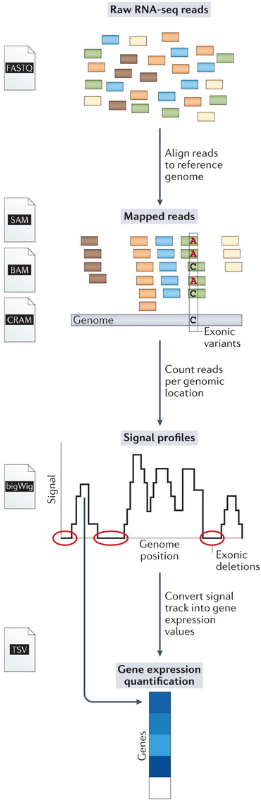 Raw RNA-seq reads
FASTQ
Align reads
to reference
genome
SAM
Mapped reads
BAM
A
A
C
A
C
CRAM
Genome
C
Exonic
variants
Count reads
per genomic
location
Signal profiles
bigWig
Signal
Genome
position
Exonic
deletions
Convert signal
track into gene
expression
values
TSV
Gene expression
quantification
Genes